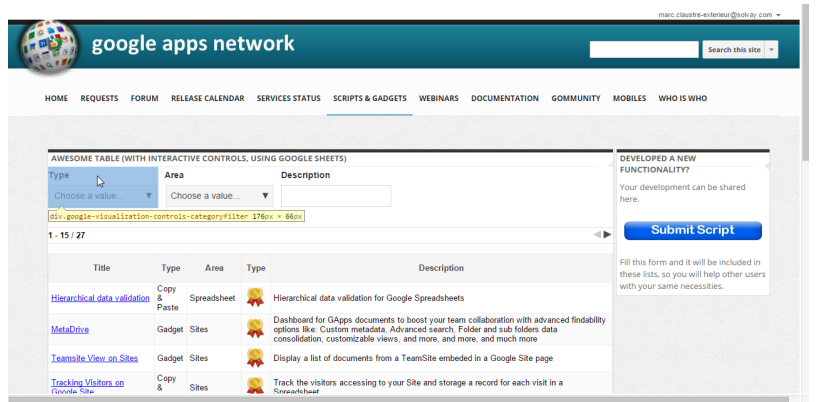 marc.claustre-exterieur@solvay.com
google apps network
Search this site
HOME REQUESTS FORUM RELEASE CALENDAR SERVICES STATUS SCRIPTS & GADGETS WEBINARS DOCUMENTATION GOMMUNITY MOBILES WHO IS WHO
AWESOME TABLE (WITH INTERACTIVE CONTROLS, USING GOOGLE SHEETS)
Type Area Description
Choose a value... Choose a value...
div.google-visualization-controls-categoryfilter 176px × 66px
1 - 15 / 27
Title Type Area Type Description
Hierarchical data validation Copy & Paste Spreadsheet Hierarchical data validation for Google Spreadsheets
MetaDrive Gadget Sites Dashboard for GApps documents to boost your team collaboration with advanced findability
options like: Custom metadata, Advanced search, Folder and sub folders data
consolidation, customizable views, and more, and more, and much more
Teamsite View on Sites Gadget Sites Display a list of documents from a TeamSite embeded in a Google Site page
Tracking Visitors on Google Site Copy & Sites Track the visitors accessing to your Site and storage a record for each visit in a
Spreadsheet
DEVELOPED A NEW
FUNCTIONALITY?
Your development can be shared
here.
Submit Script
Fill this form and it will be included in
these lists, so you will help other users
with your same necessities.